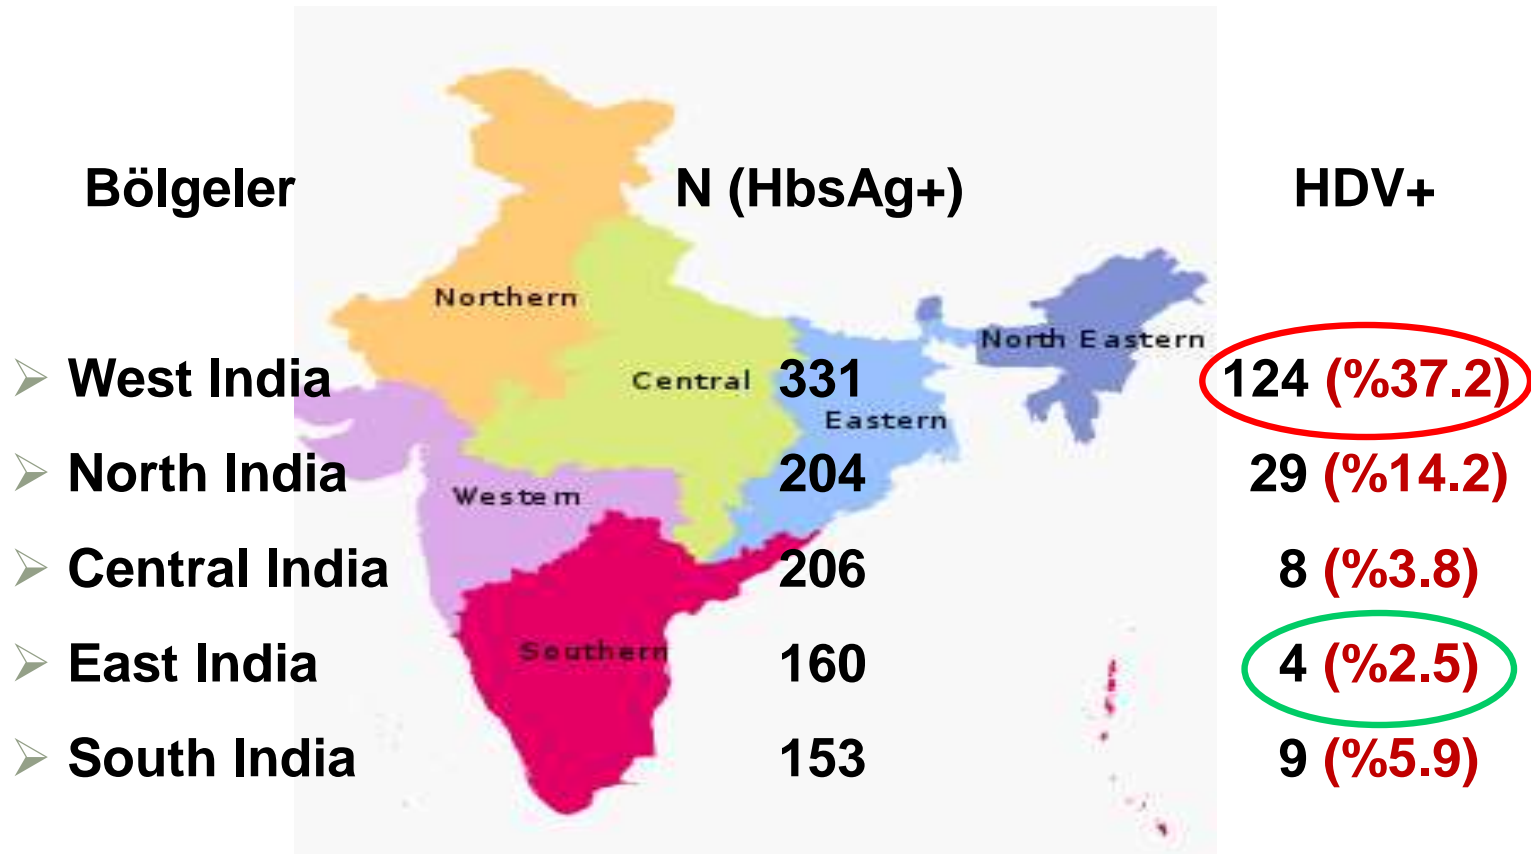 Bölgeler N (HbsAg+) HDV+
Northern
North Eastern
➢ West India Central 331 124 (%37.2)
Eastern
➢ North India 204 29 (%14.2)
Western
➢ Central India 206 8 (%3.8)
Southern
➢ East India 160 4 (%2.5)
➢ South India 153 9 (%5.9)